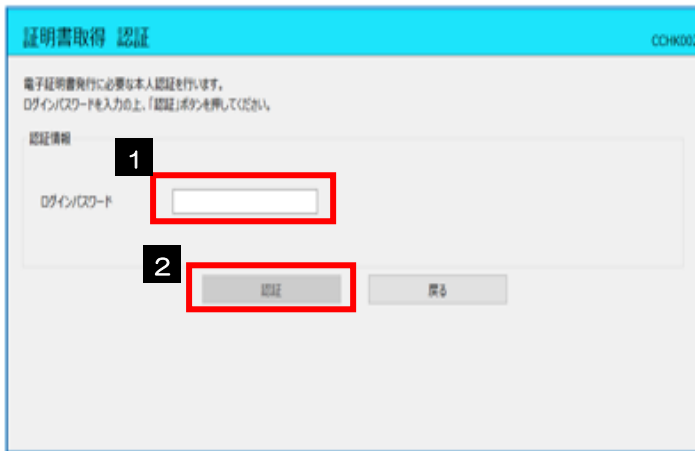 証明書取得 認証
CCHK002
電子証明書発行に必要な本人認証を行います。
ログインパスワードを入力の上、「認証」ボタンを押してください。
認証情報
1
ログインパスワード
2
認証
戻る